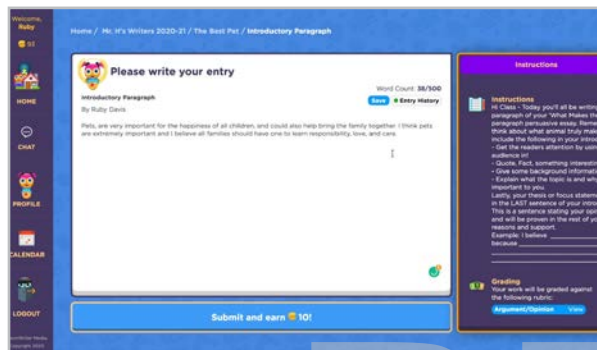 Welcome,
Ruby
93
HOME
CHAT
PROFILE
CALENDAR
LOGOUT
Home / Mr. H's Writers 2020-21 / The Best Pet / Introductory Paragraph
Please write your entry
Word Count: 38/500
Save
Entry History
Introductory Paragraph
By Ruby Davis
Pets, are very important for the happiness of all children, and could also help bring the family together. I think pets
are extremely important and I believe all families should have one to learn responsibility, love, and care.
Submit and earn 10!
Instructions
Instructions
Hi Class - Today you'll all be writing
paragraph of your "What Makes the
paragraph persuasive essay. Reme
think about what animal truly mak
include the following in your introd
- Get the readers attention by usin
audience in!
- Quote, Fact, something interestin
- Give some background informati
- Explain what the topic is and why
important to you.
Lastly, your thesis or focus stateme
in the LAST sentence of your intro
This is a sentence stating your opin
and will be proven in the rest of yo
reasons and support.
Example: I believe
because
Grading
Your work will be graded against
the following rubric:
Argument/Opinion View